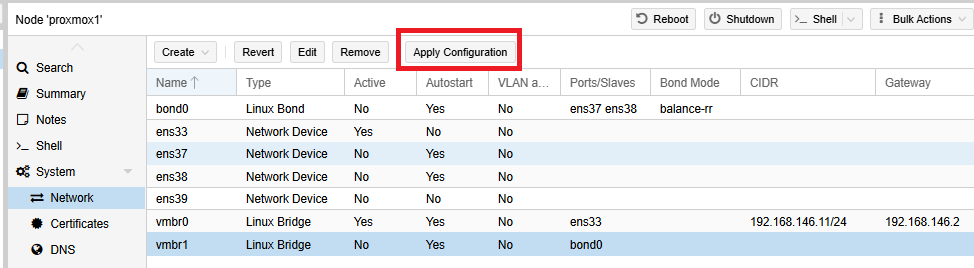 Node 'proxmox1' Reboot Shutdown Shell Bulk Actions
Create Revert Edit Remove Apply Configuration
Search
Summary
Notes
Shell
System
Network
Certificates
DNS
Name Type Active Autostart VLAN a... Ports/Slaves Bond Mode CIDR Gateway
bond0 Linux Bond No Yes No ens37 ens38 balance-rr
ens33 Network Device Yes No No
ens37 Network Device No Yes No
ens38 Network Device No Yes No
ens39 Network Device No No No
vmbr0 Linux Bridge Yes Yes No ens33 192.168.146.11/24 192.168.146.2
vmbr1 Linux Bridge No Yes No bond0